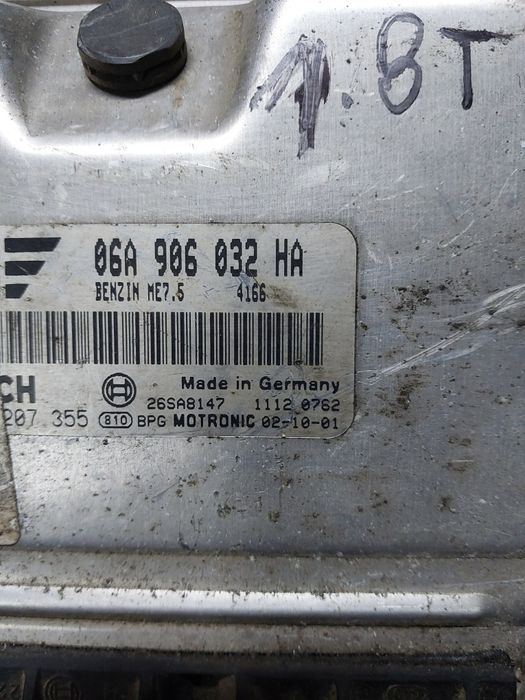 1.8T
06A 906 032 HA
BENZIN ME7.5 4166
CH Made in Germany
26SA8147 1112 0762
207 355 810 BPG MOTRONIC 02-10-01